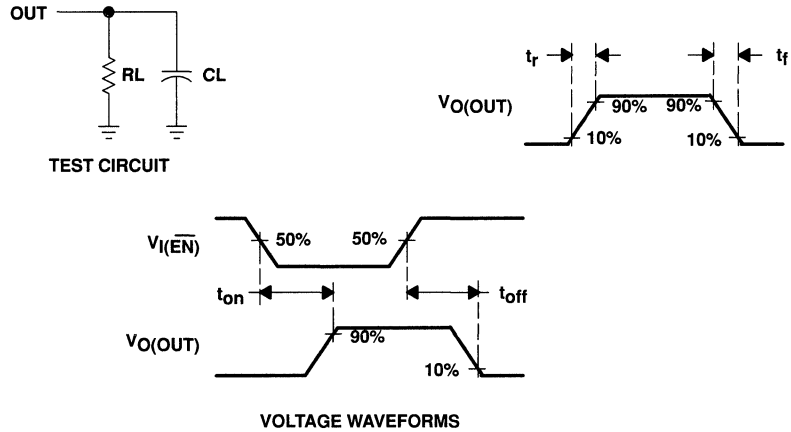 OUT
RL
CL
TEST CIRCUIT
tr
tf
VO(OUT)
90%
90%
10%
10%
VI(EN)
50%
50%
ton
toff
VO(OUT)
90%
10%
VOLTAGE WAVEFORMS